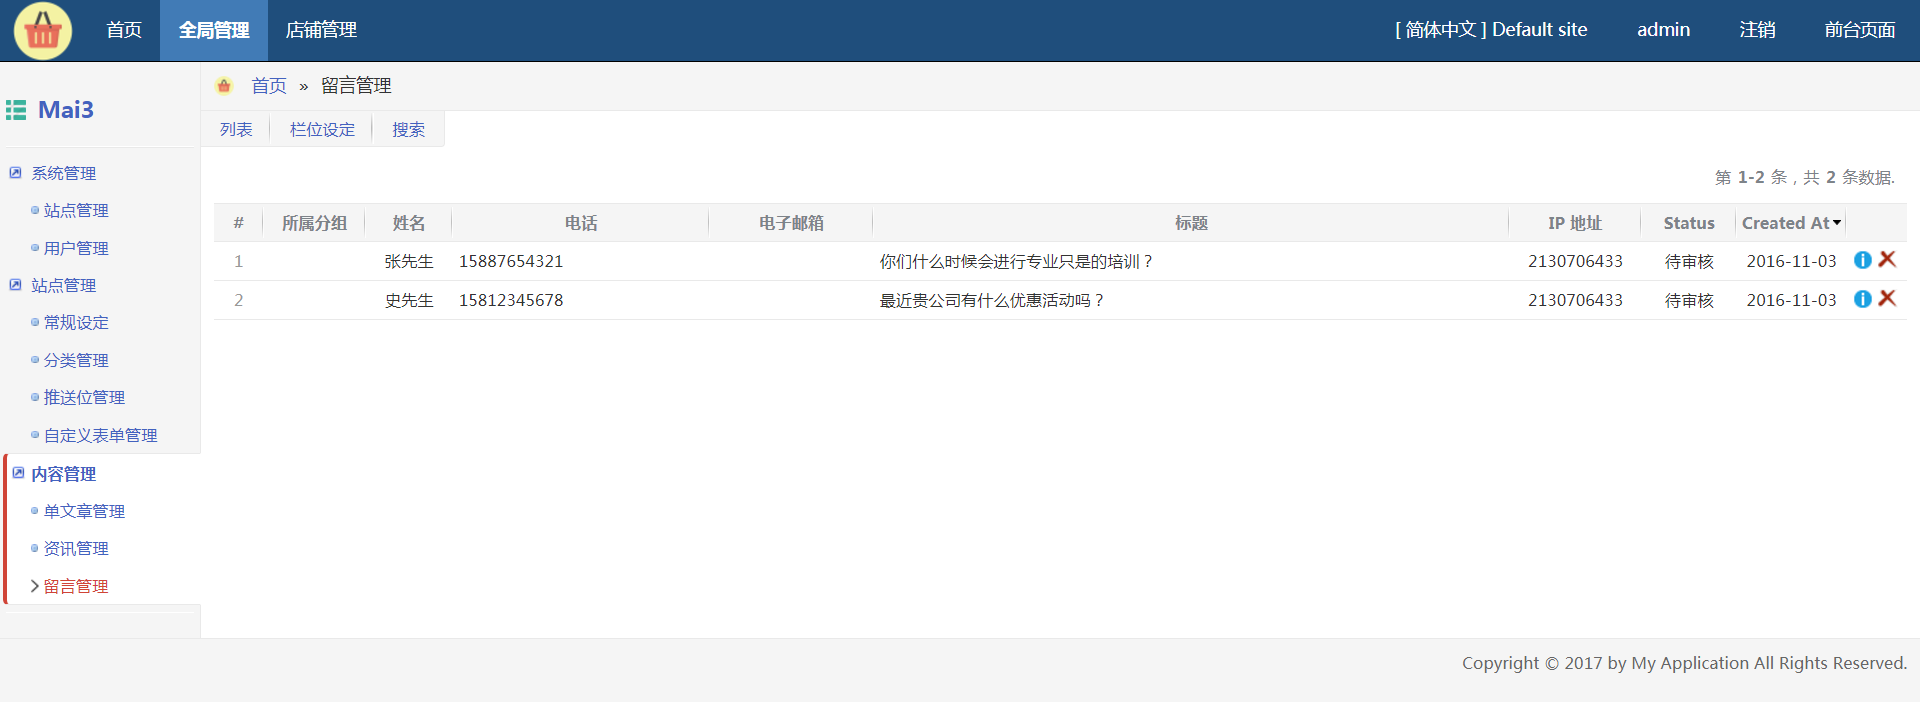 首页 全局管理 店铺管理 [ 简体中文 ] Default site admin 注销 前台页面
Mai3
系统管理
站点管理
用户管理
站点管理
常规设定
分类管理
推送位管理
自定义表单管理
内容管理
单文章管理
资讯管理
留言管理
首页 » 留言管理
列表 栏位设定 搜索
第 1-2 条，共 2 条数据.
# 所属分组 姓名 电话 电子邮箱 标题 IP 地址 Status Created At
1 张先生 15887654321 你们什么时候会进行专业只是的培训？ 2130706433 待审核 2016-11-03
2 史先生 15812345678 最近贵公司有什么优惠活动吗？ 2130706433 待审核 2016-11-03
Copyright © 2017 by My Application All Rights Reserved.